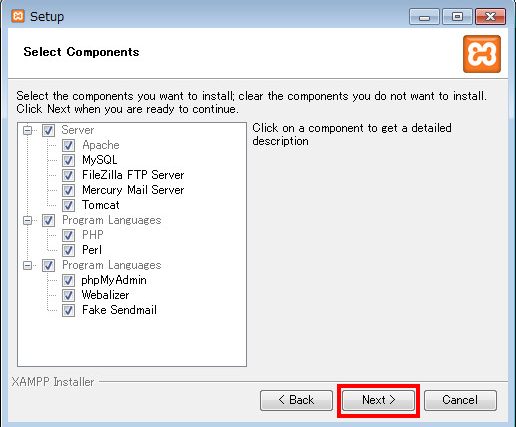 Setup
Select Components
Select the components you want to install; clear the components you do not want to install.
Click Next when you are ready to continue.
Server
Apache
MySQL
FileZilla FTP Server
Mercury Mail Server
Tomcat
Program Languages
PHP
Perl
Program Languages
phpMyAdmin
Webalizer
Fake Sendmail
Click on a component to get a detailed
description
XAMPP Installer
< Back
Next >
Cancel